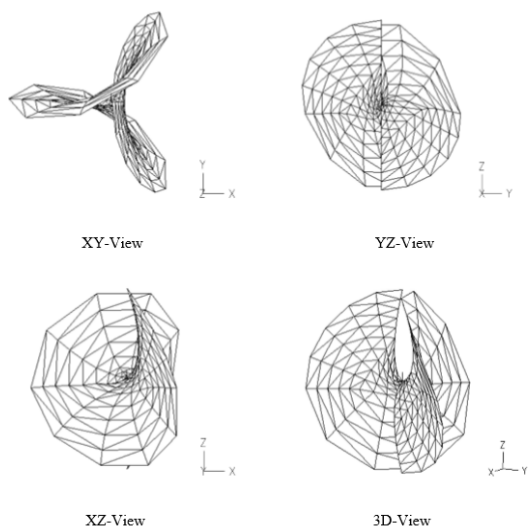 Y
Z X
XY-View
Z
X Y
YZ-View
Z
Y X
XZ-View
Z
X Y
3D-View